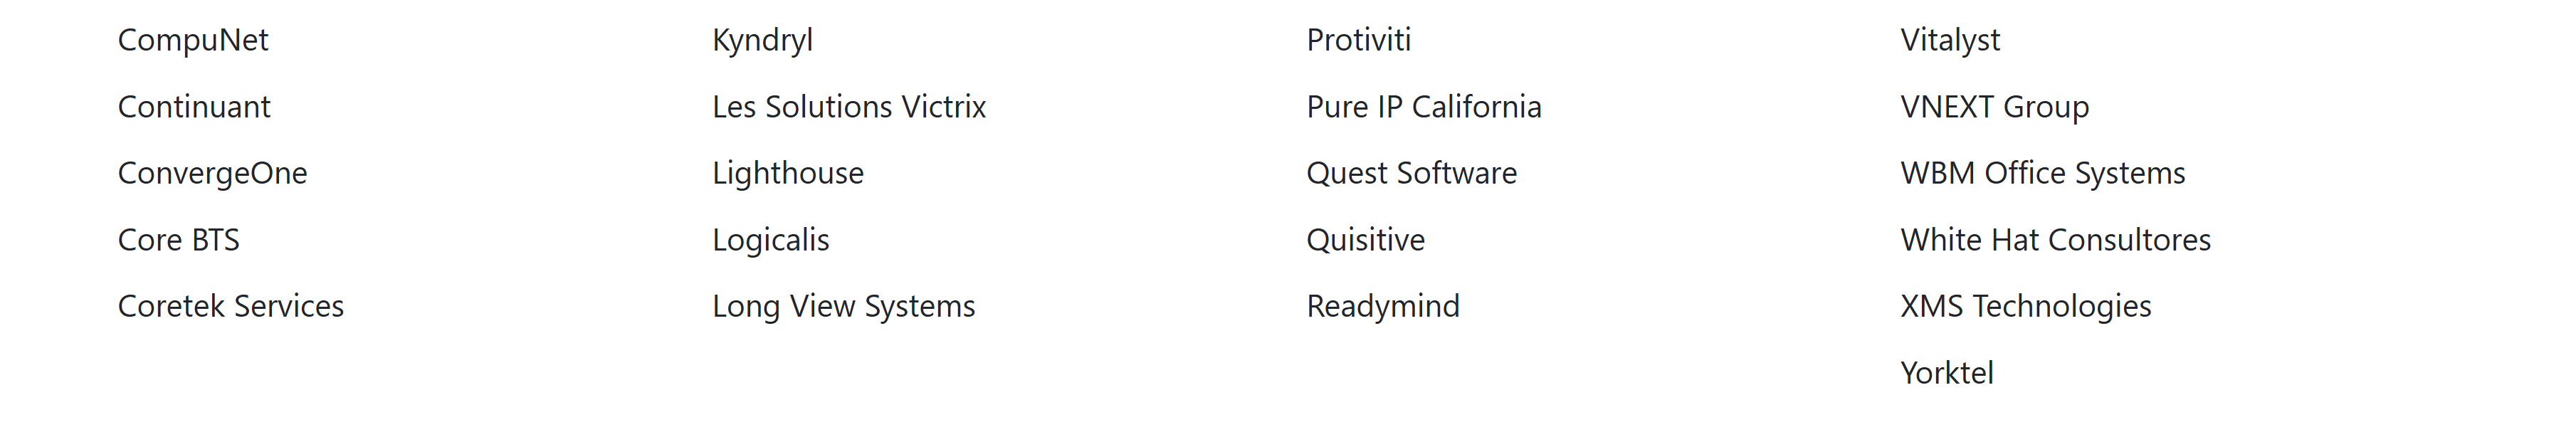 CompuNet
Continuant
ConvergeOne
Core BTS
Coretek Services
Kyndryl
Les Solutions Victrix
Lighthouse
Logicalis
Long View Systems
Protiviti
Pure IP California
Quest Software
Quisitive
Readymind
Vitalyst
VNEXT Group
WBM Office Systems
White Hat Consultores
XMS Technologies
Yorktel